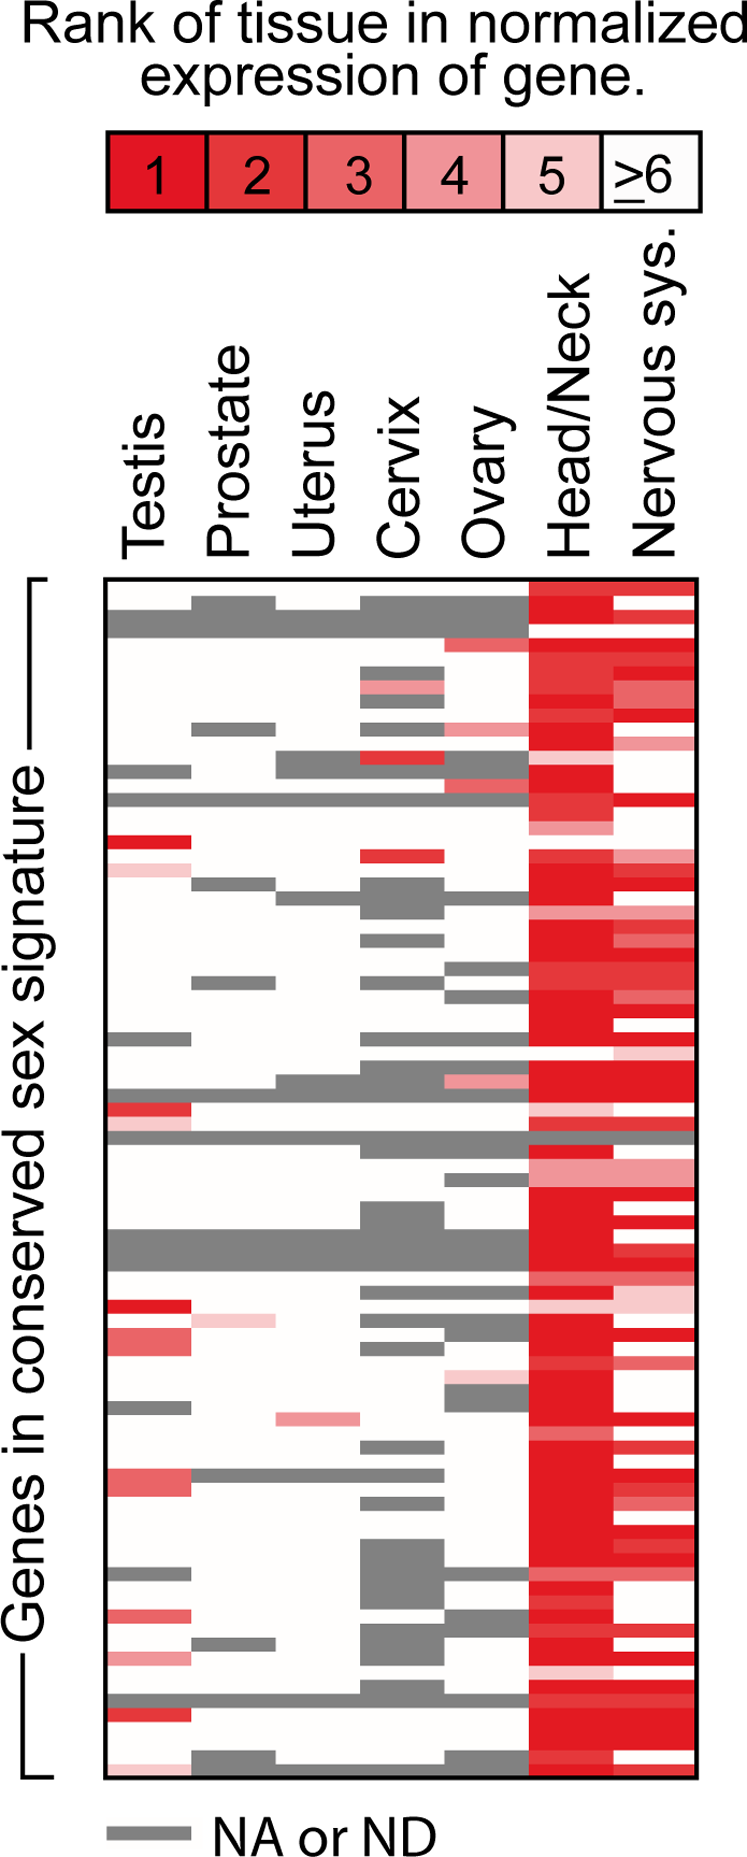 Rank of tissue in normalized
expression of gene.
1 2 3 4 5 ≥6
Testis
Prostate
Uterus
Cervix
Ovary
Head/Neck
Nervous sys.
Genes in conserved sex signature
NA or ND